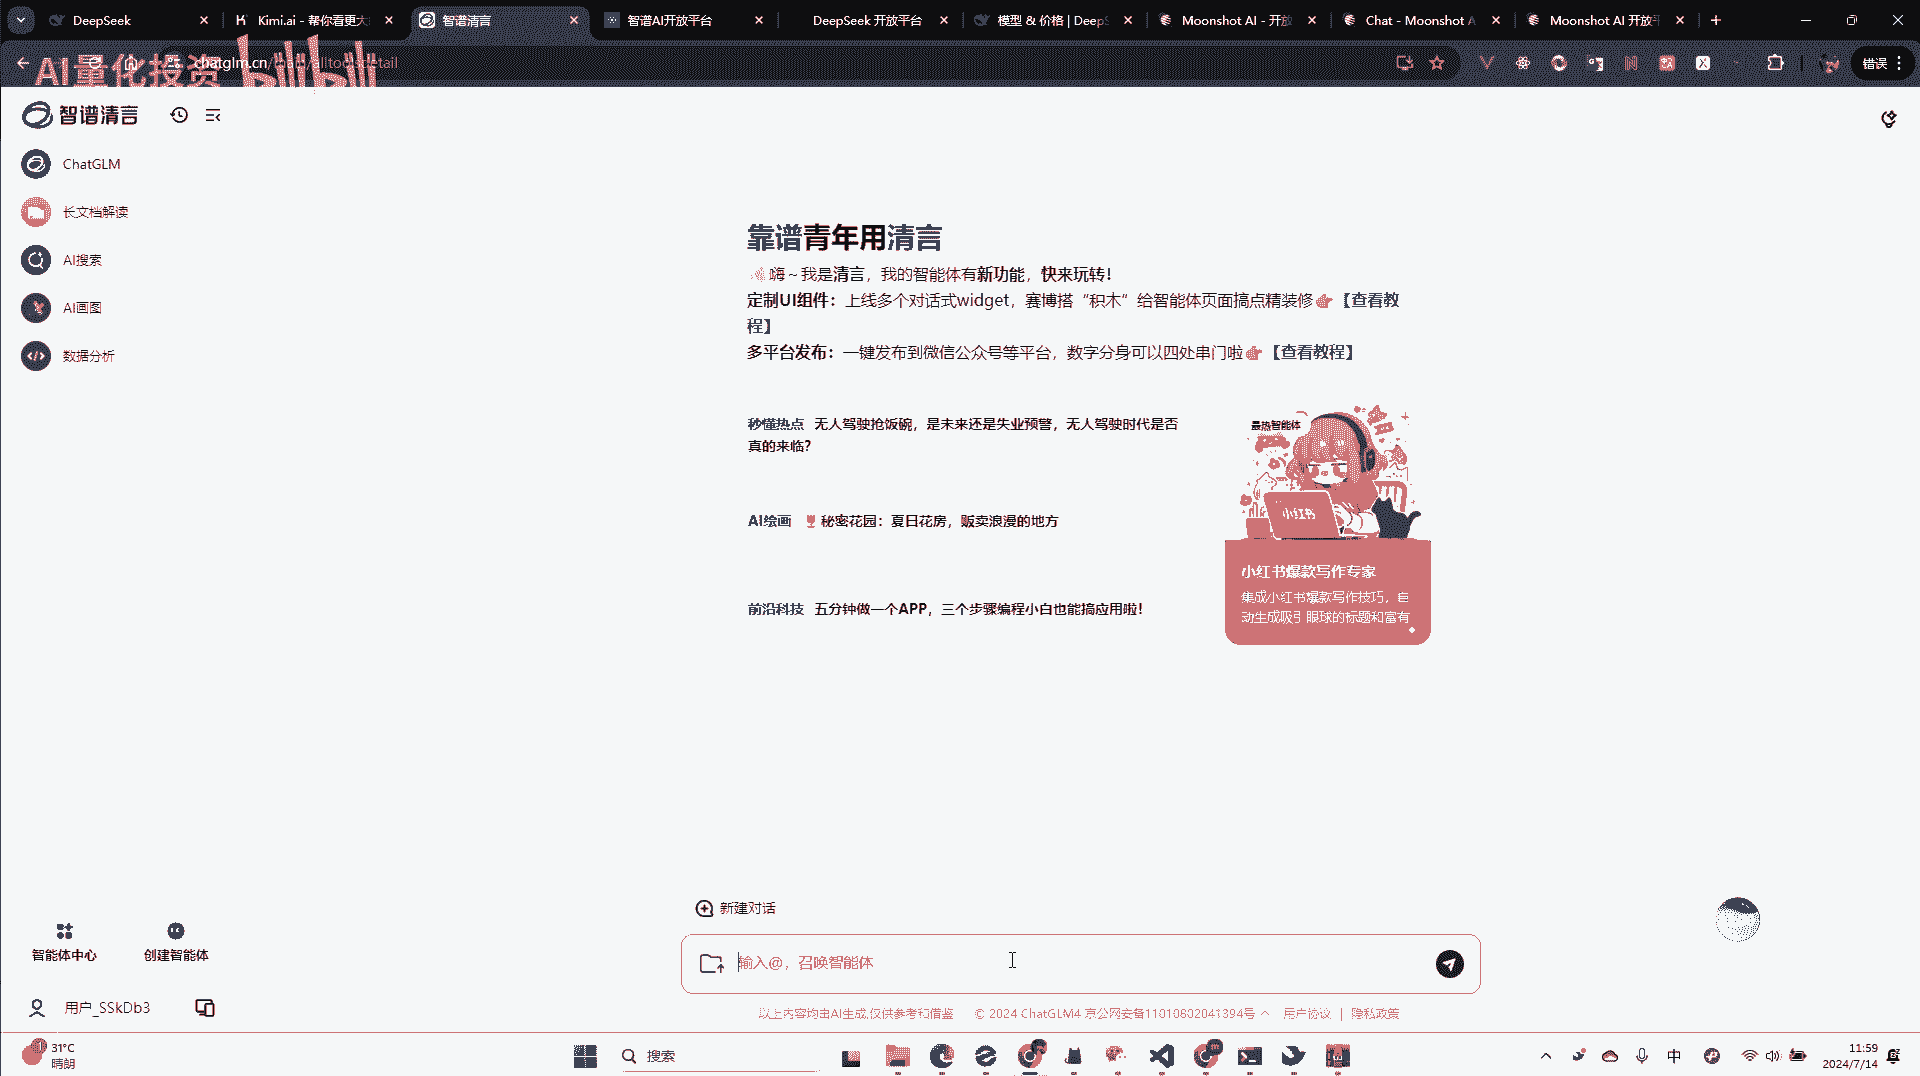 DeepSeek
Kimi.ai - 帮你看更大
智谱清言
智谱AI开放平台
DeepSeek 开放平台
模型 & 价格 | DeepS
Moonshot AI - 开放
Chat - Moonshot A
Moonshot AI 开放平
AI量化投资 bilibili
chatglm.cn
错误
智谱清言
ChatGLM
长文档解读
AI搜索
AI画图
数据分析
靠谱青年用清言
嗨~我是清言，我的智能体有新功能，快来玩转！
定制UI组件：上线多个对话式widget，赛博搭“积木”给智能体页面搞点精装修【查看教
程】
多平台发布：一键发布到微信公众号等平台，数字分身可以四处串门啦【查看教程】
秒懂热点 无人驾驶抢饭碗，是未来还是失业预警，无人驾驶时代是否
真的来临？
AI绘画 秘密花园：夏日花房，贩卖浪漫的地方
前沿科技 五分钟做一个APP，三个步骤编程小白也能搞应用啦！
最热智能体
小红书
小红书爆款写作专家
集成小红书爆款写作技巧，自
动生成吸引眼球的标题和富有
新建对话
输入@，召唤智能体
智能体中心
创建智能体
用户_SSkDb3
以上内容均由AI生成,仅供参考和借鉴 © 2024 ChatGLM4 京公网安备11010802041394号 用户协议 | 隐私政策
31°C
晴朗
搜索
中
11:59
2024/7/14